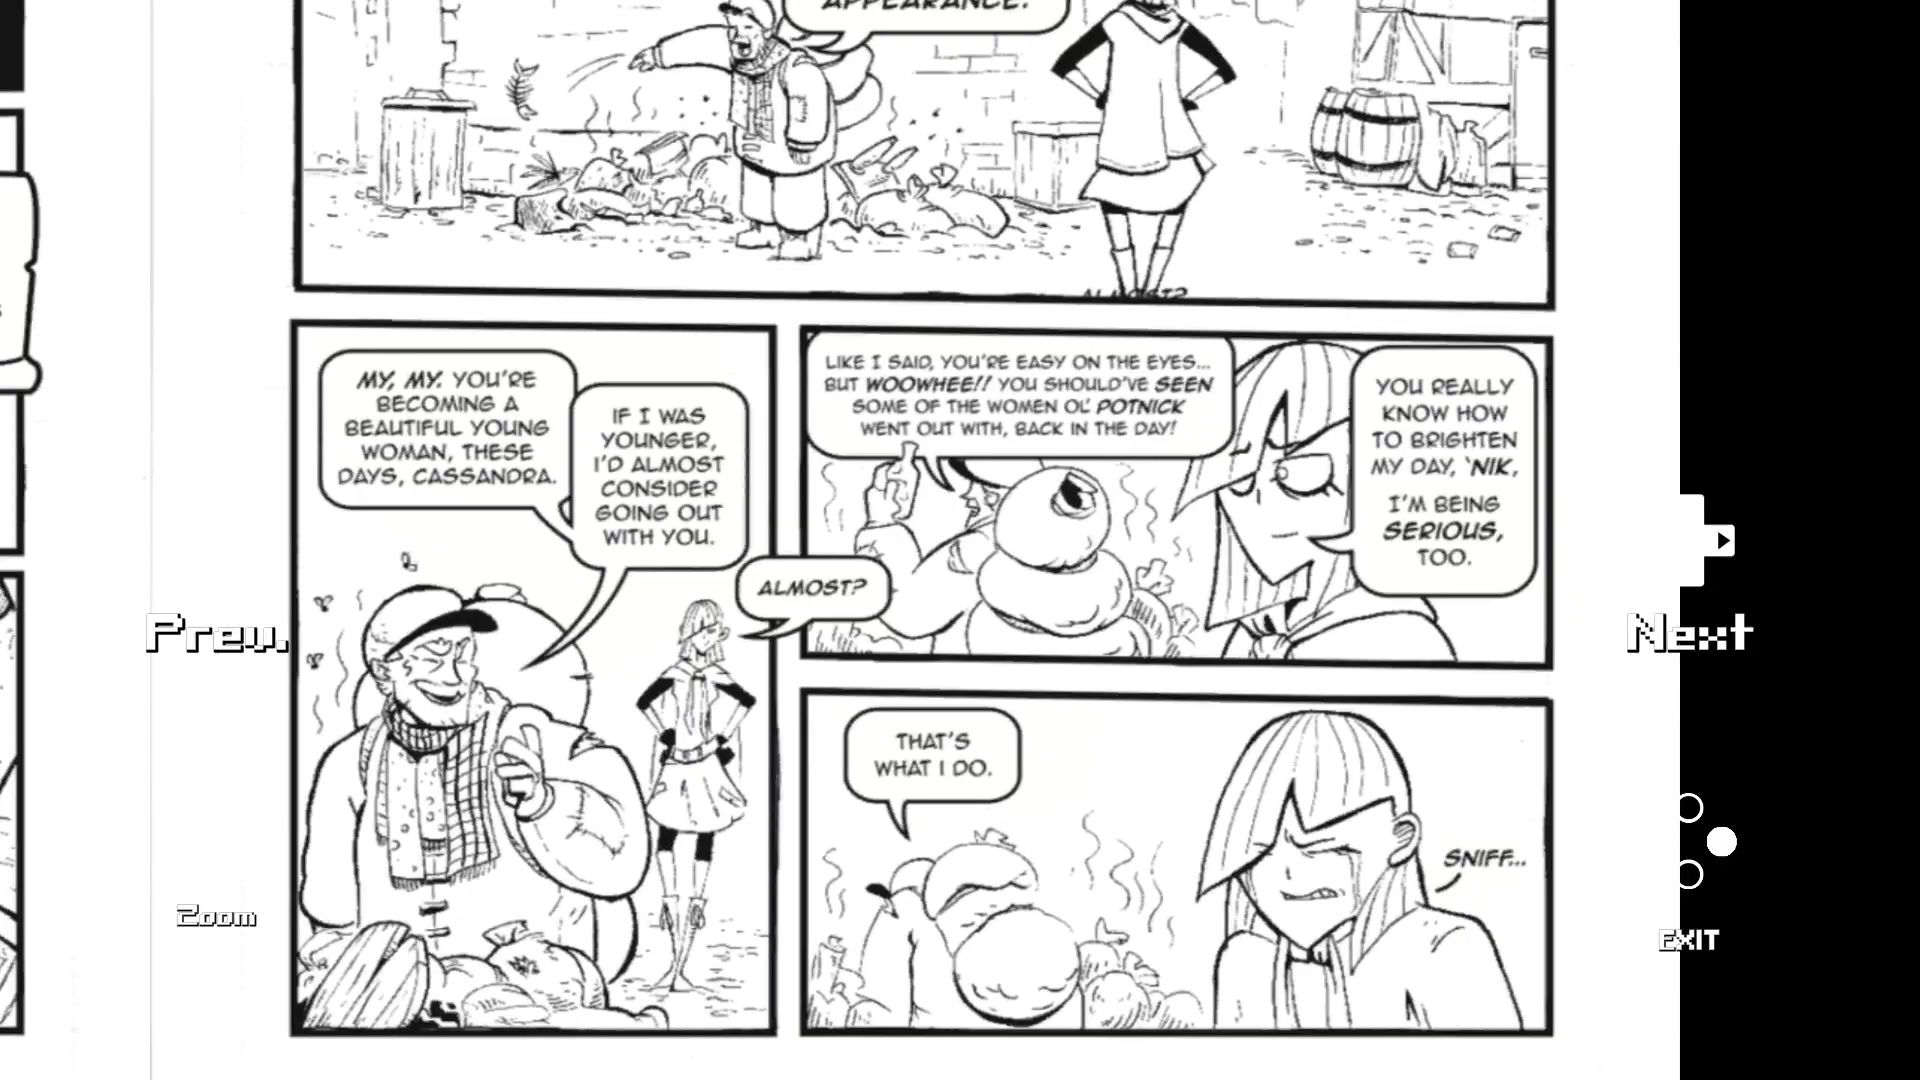 APPEARANCE.
ALMOST?
MY, MY. YOU'RE
BECOMING A
BEAUTIFUL YOUNG
WOMAN, THESE
DAYS, CASSANDRA.
IF I WAS
YOUNGER,
I'D ALMOST
CONSIDER
GOING OUT
WITH YOU.
ALMOST?
LIKE I SAID, YOU'RE EASY ON THE EYES...
BUT WOOWHEE!! YOU SHOULD'VE SEEN
SOME OF THE WOMEN OL' POTNICK
WENT OUT WITH, BACK IN THE DAY!
YOU REALLY
KNOW HOW
TO BRIGHTEN
MY DAY, 'NIK,
I'M BEING
SERIOUS,
TOO.
THAT'S
WHAT I DO.
SNIFF...
Prev.
Next
Zoom
EXIT